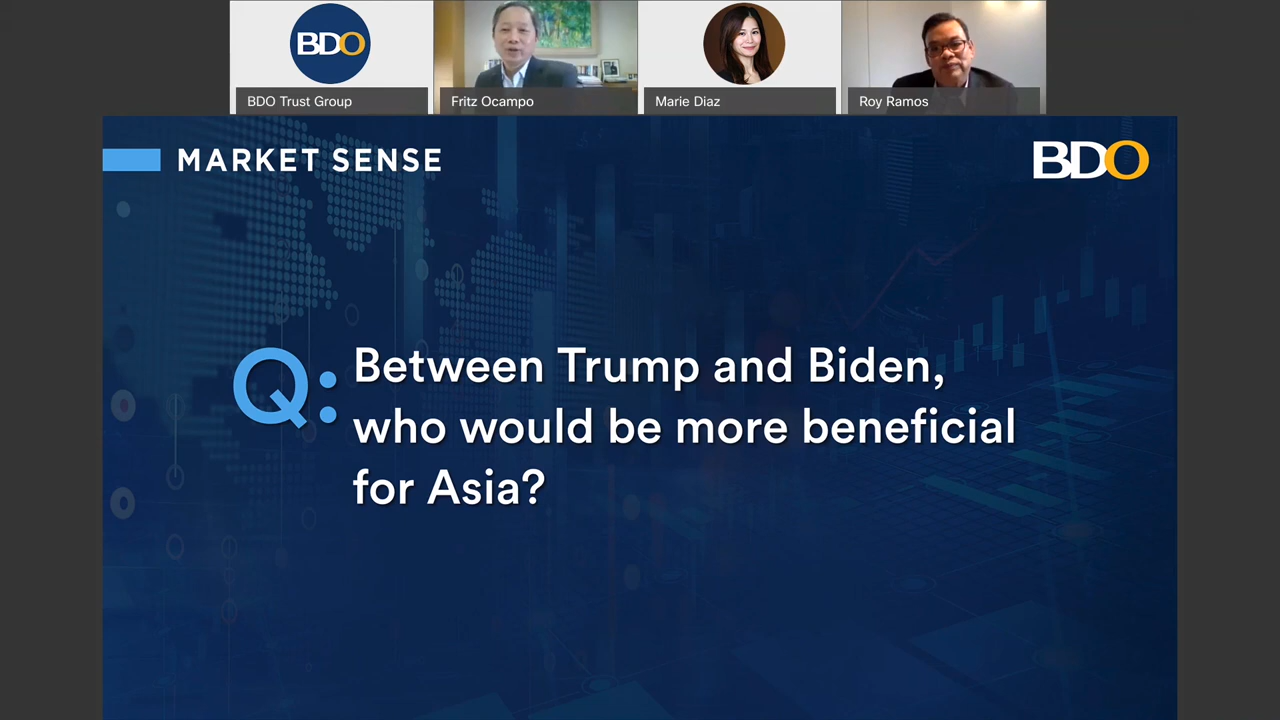 BDO
BDO Trust Group
Fritz Ocampo
Marie Diaz
Roy Ramos
MARKET SENSE
BDO
Q: Between Trump and Biden,
who would be more beneficial
for Asia?